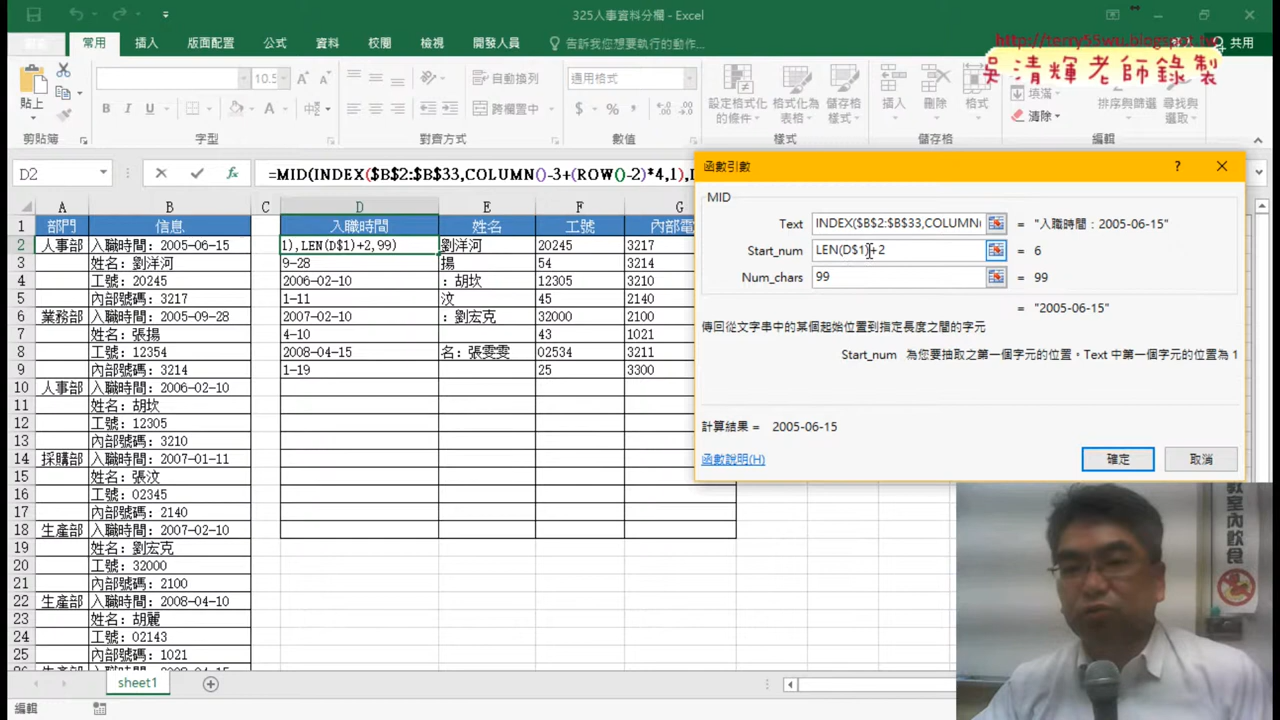 325人事資料分欄 - Excel
http://terry55wu.blogspot.tw
吳清輝老師錄製
常用 插入 版面配置 公式 資料 校閱 檢視 開發人員 告訴我您想要執行的動作... 共用
貼上 10.5 自動換列 通用格式 設定格式化的條件 格式化為表格 儲存格樣式 插入 刪除 格式 填滿 清除 排序與篩選 尋找與選取
B I U 跨欄置中 $ % ,
剪貼簿 字型 對齊方式 數值 樣式 儲存格 編輯
D2 fx =MID(INDEX($B$2:$B$33,COLUMN()-3+(ROW()-2)*4,1),
A B C D E F G
1 部門 信息 入職時間 姓名 工號
2 人事部 入職時間：2005-06-15 1),LEN(D$1)+2,99) 劉洋河 20245 3217
3 姓名：劉洋河 9-28 揚 54 3214
4 工號：20245 2006-02-10 ：胡坎 12305 3210
5 內部號碼：3217 1-11 汶 45 2140
6 業務部 入職時間：2005-09-28 2007-02-10 ：劉宏克 32000 2100
7 姓名：張揚 4-10 43 1021
8 工號：12354 2008-04-15 名：張雯雯 02534 3211
9 內部號碼：3214 1-19 25 3300
10 人事部 入職時間：2006-02-10
11 姓名：胡坎
12 工號：12305
13 內部號碼：3210
14 採購部 入職時間：2007-01-11
15 姓名：張汶
16 工號：02345
17 內部號碼：2140
18 生產部 入職時間：2007-02-10
19 姓名：劉宏克
20 工號：32000
21 內部號碼：2100
22 生產部 入職時間：2008-04-10
23 姓名：胡麗
24 工號：02143
25 內部號碼：1021
函數引數 ?
MID
Text INDEX($B$2:$B$33,COLUMN( = "入職時間：2005-06-15"
Start_num LEN(D$1)+2 = 6
Num_chars 99 = 99
= "2005-06-15"
傳回從文字串中的某個起始位置到指定長度之間的字元
Start_num 為您要抽取之第一個字元的位置。Text 中第一個字元的位置為 1
計算結果 = 2005-06-15
函數說明(H) 確定 取消
室內飲食
sheet1
編輯